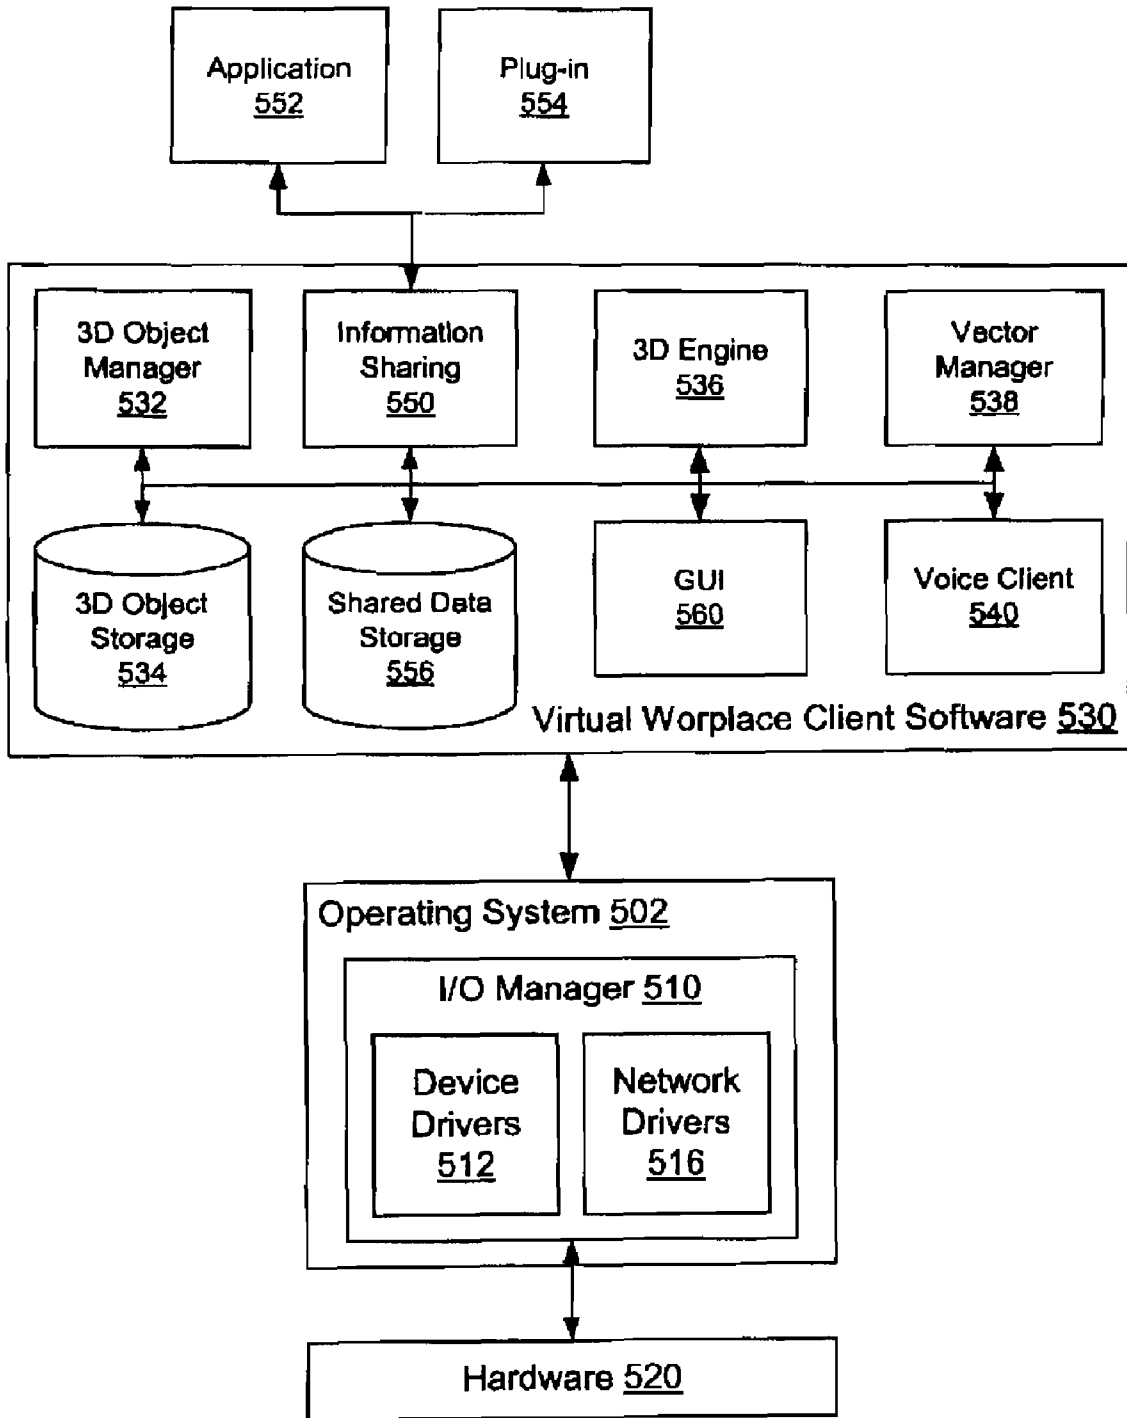 Application
552
Plug-in
554
3D Object
Manager
532
Information
Sharing
550
3D Engine
536
Vector
Manager
538
3D Object
Storage
534
Shared Data
Storage
556
GUI
560
Voice Client
540
Virtual Worplace Client Software 530
Operating System 502
I/O Manager 510
Device
Drivers
512
Network
Drivers
516
Hardware 520